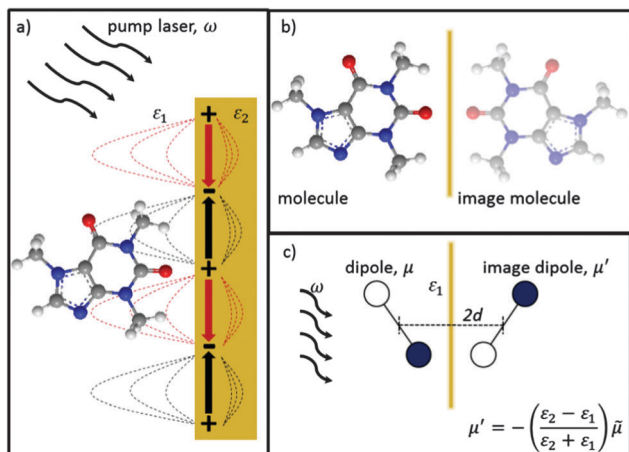 a)
pump laser, ω
ε₁
ε₂
+
-
+
-
+
b)
molecule
image molecule
c)
ω
dipole, μ
ε₁
image dipole, μ′
2d
μ′ = −(ε₂ − ε₁ / ε₂ + ε₁) μ̃